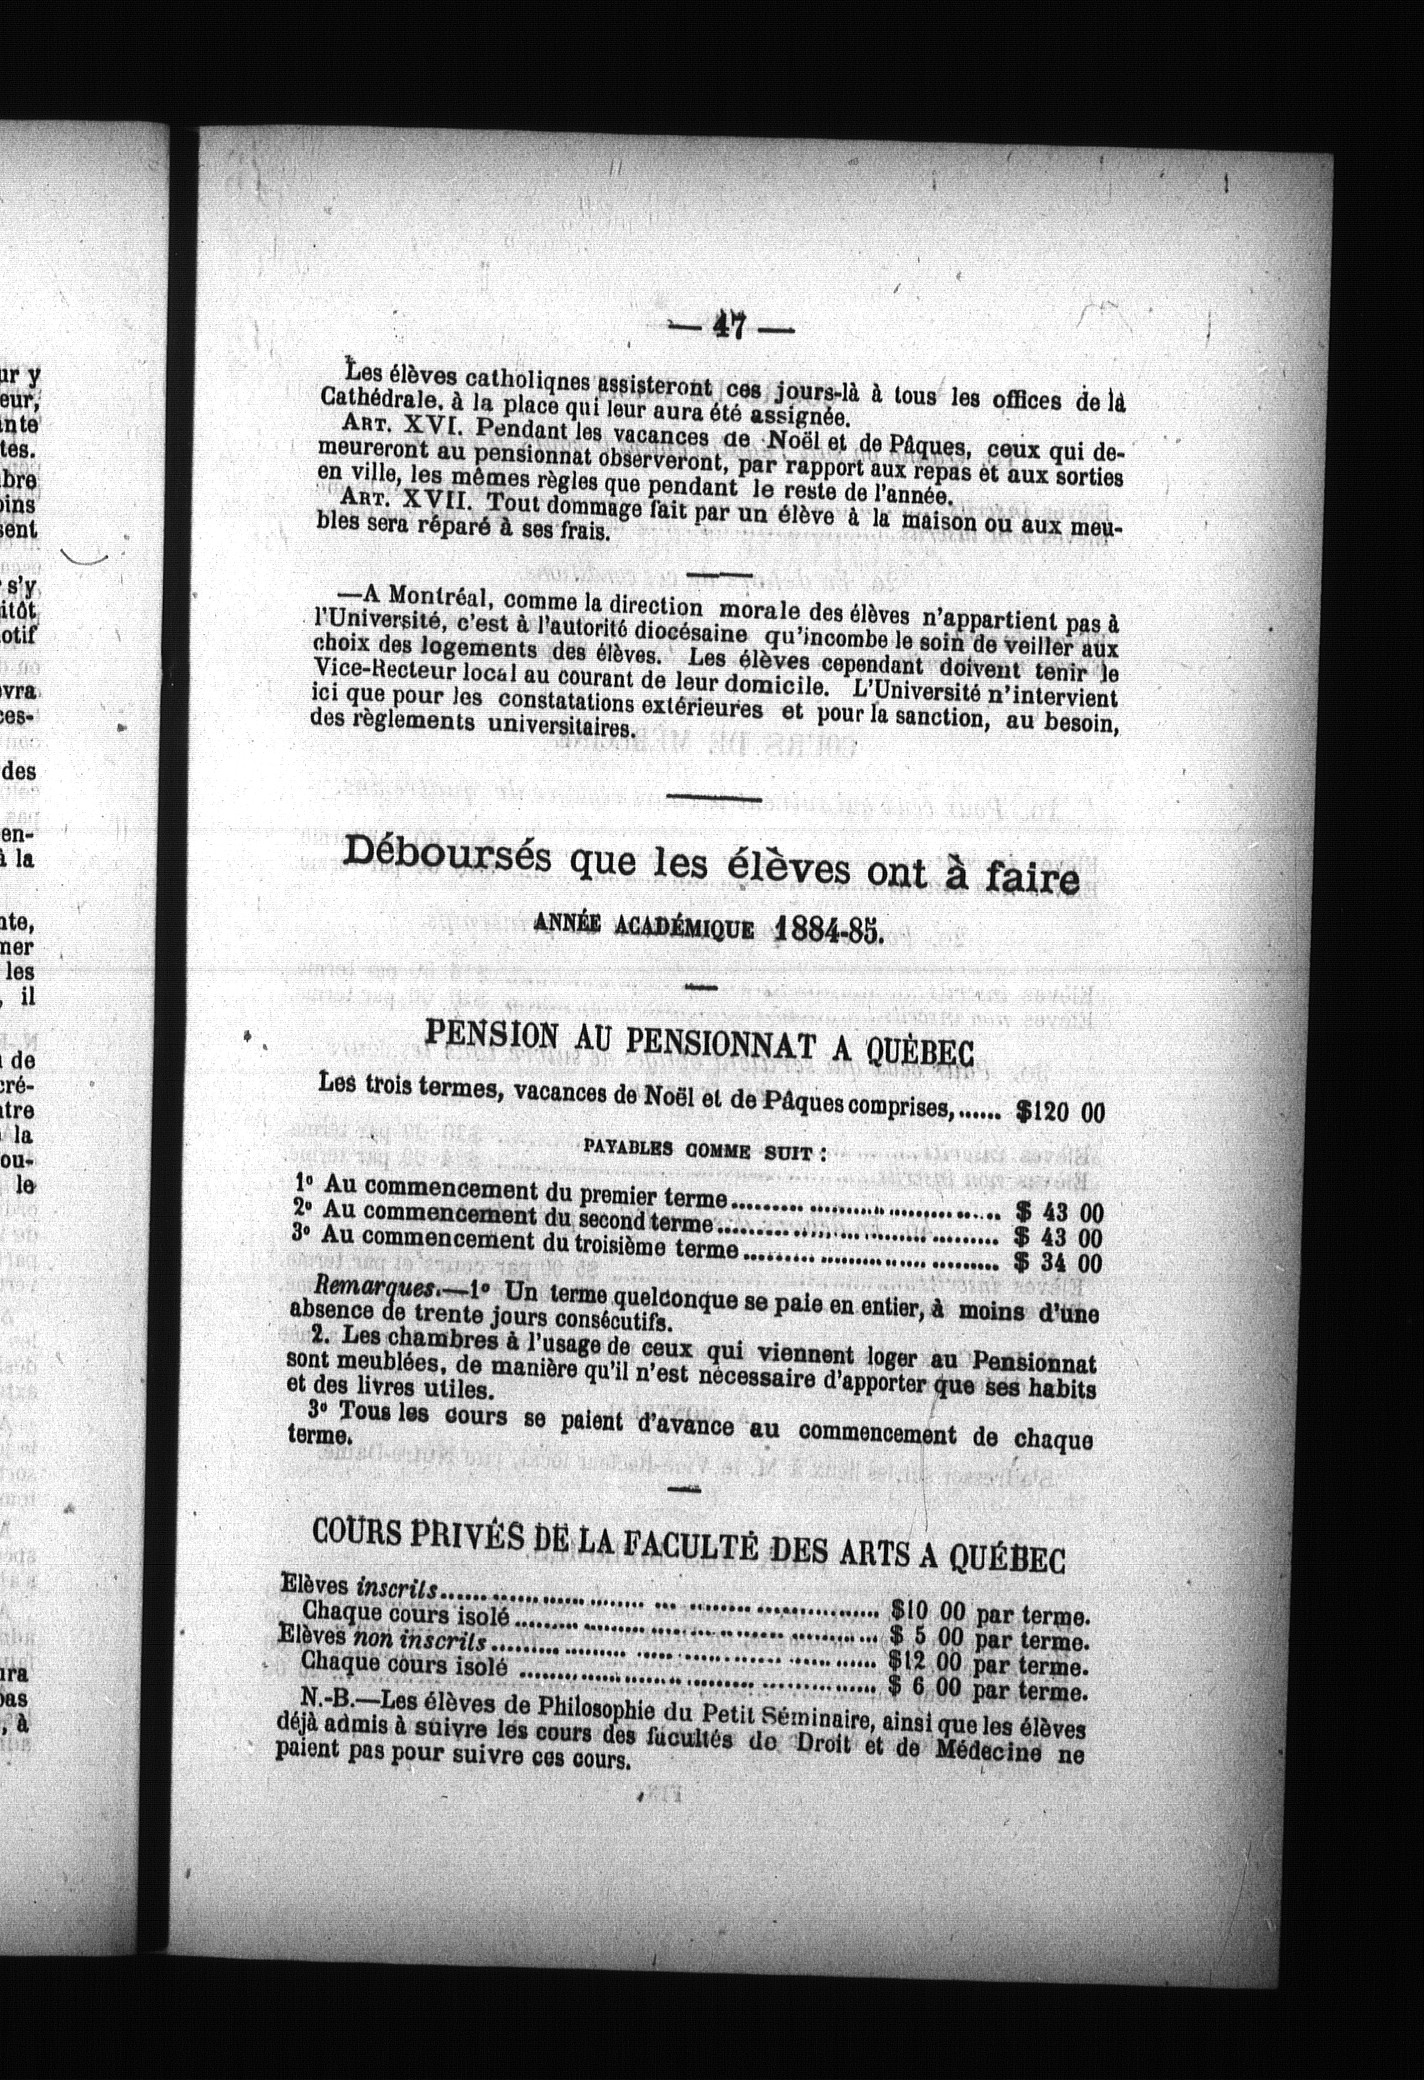 — 47 —
Les élèves catholiqnes assisteront ces jours-là à tous les offices de la
Cathédrale, à la place qui leur aura été assignée.
ART. XVI. Pendant les vacances de Noël et de Pâques, ceux qui de-
meureront au pensionnat observeront, par rapport aux repas et aux sorties
en ville, les mêmes règles que pendant le reste de l'année.
ART. XVII. Tout dommage fait par un élève à la maison ou aux meu-
bles sera réparé à ses frais.
—A Montréal, comme la direction morale des élèves n'appartient pas à
l'Université, c'est à l'autorité diocésaine qu'incombe le soin de veiller aux
choix des logements des élèves. Les élèves cependant doivent tenir le
Vice-Recteur local au courant de leur domicile. L'Université n'intervient
ici que pour les constatations extérieures et pour la sanction, au besoin,
des règlements universitaires.
Déboursés que les élèves ont à faire
ANNÉE ACADÉMIQUE 1884-85.
PENSION AU PENSIONNAT A QUÉBEC
Les trois termes, vacances de Noël et de Pâques comprises,...... $120 00
PAYABLES COMME SUIT :
1º Au commencement du premier terme.................................... $ 43 00
2º Au commencement du second terme...................................... $ 43 00
3º Au commencement du troisième terme.................................. $ 34 00
Remarques.—1º Un terme quelconque se paie en entier, à moins d'une
absence de trente jours consécutifs.
2. Les chambres à l'usage de ceux qui viennent loger au Pensionnat
sont meublées, de manière qu'il n'est nécessaire d'apporter que ses habits
et des livres utiles.
3º Tous les cours se paient d'avance au commencement de chaque
terme.
COURS PRIVÉS DE LA FACULTÉ DES ARTS A QUÉBEC
Elèves inscrits............................................................ $10 00 par terme.
Chaque cours isolé .................................................. $ 5 00 par terme.
Elèves non inscrits..................................................... $12 00 par terme.
Chaque cours isolé .................................................. $ 6 00 par terme.
N.-B.—Les élèves de Philosophie du Petit Séminaire, ainsi que les élèves
déjà admis à suivre les cours des facultés de Droit et de Médecine ne
paient pas pour suivre ces cours.